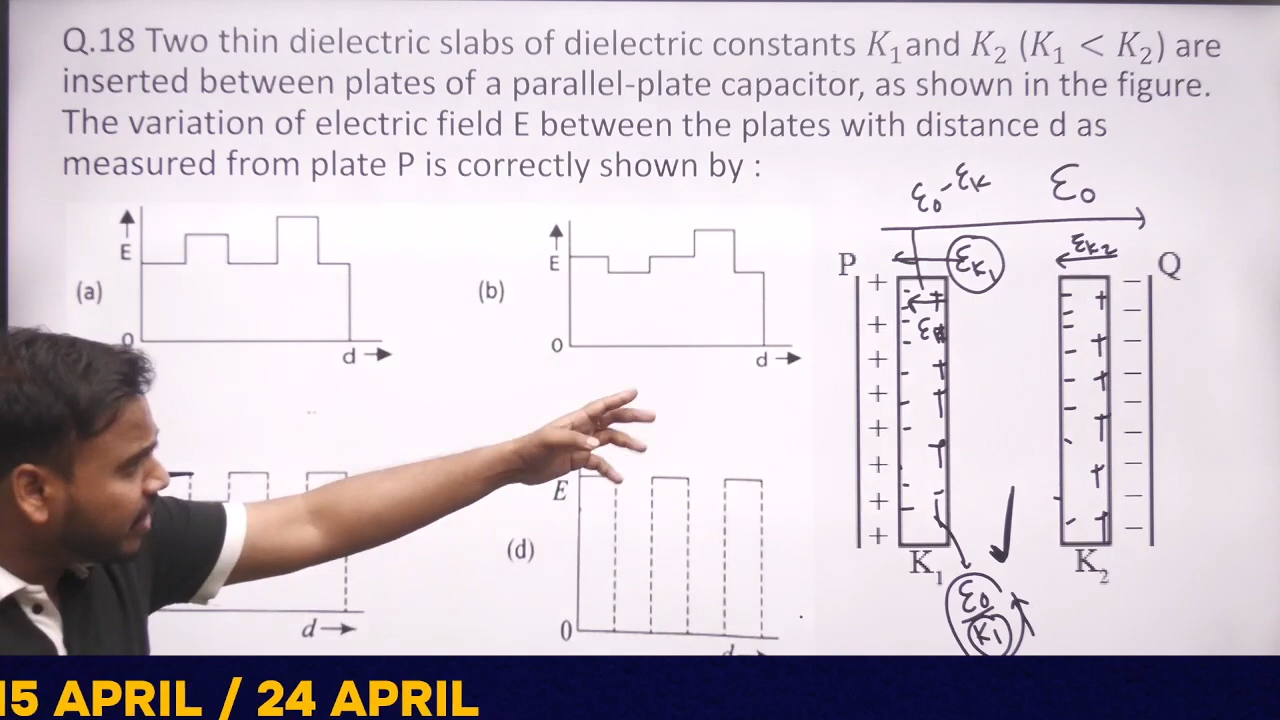 Q.18 Two thin dielectric slabs of dielectric constants K₁and K₂ (K₁ < K₂) are
inserted between plates of a parallel-plate capacitor, as shown in the figure.
The variation of electric field E between the plates with distance d as
measured from plate P is correctly shown by :
(a)
E
0
d
(b)
E
0
d
E
(d)
0
d
d
ε₀-εK
ε₀
P
εK₁
εK₂
Q
K₁
K₂
ε₀
K₁
15 APRIL / 24 APRIL